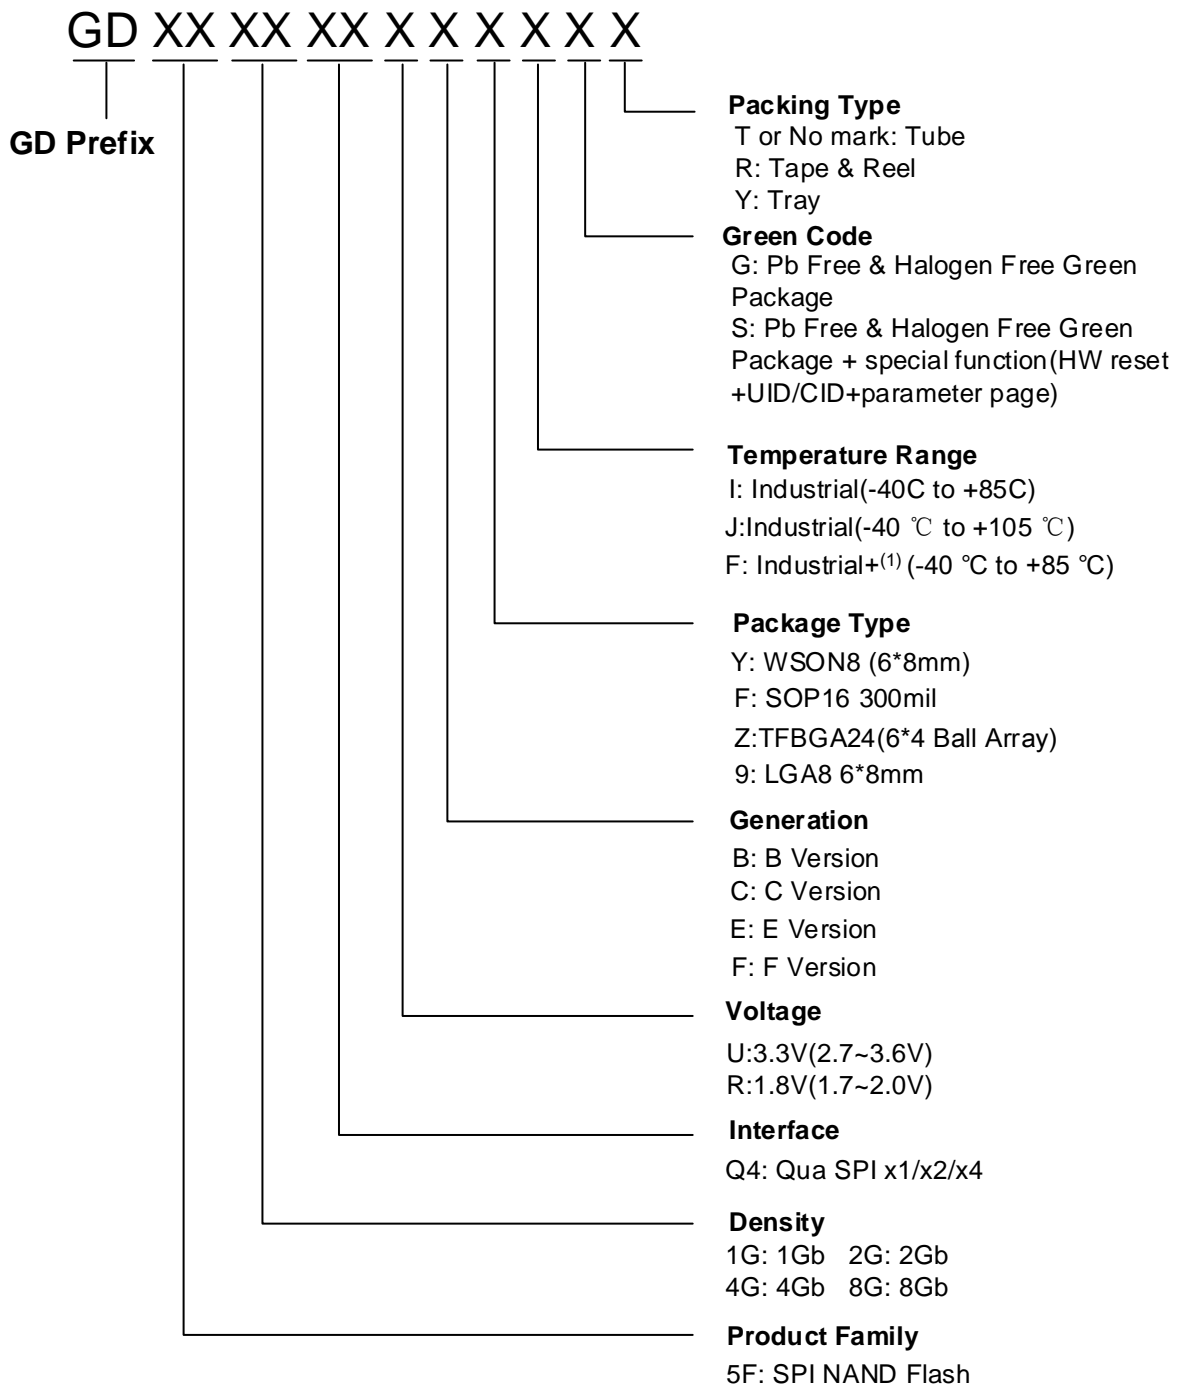 GD XX XX XX X X X X X X
GD Prefix
Packing Type
T or No mark: Tube
R: Tape & Reel
Y: Tray
Green Code
G: Pb Free & Halogen Free Green
Package
S: Pb Free & Halogen Free Green
Package + special function(HW reset
+UID/CID+parameter page)
Temperature Range
I: Industrial(-40C to +85C)
J:Industrial(-40 ℃ to +105 ℃)
F: Industrial+(1) (-40 ℃ to +85 ℃)
Package Type
Y: WSON8 (6*8mm)
F: SOP16 300mil
Z:TFBGA24(6*4 Ball Array)
9: LGA8 6*8mm
Generation
B: B Version
C: C Version
E: E Version
F: F Version
Voltage
U:3.3V(2.7~3.6V)
R:1.8V(1.7~2.0V)
Interface
Q4: Qua SPI x1/x2/x4
Density
1G: 1Gb 2G: 2Gb
4G: 4Gb 8G: 8Gb
Product Family
5F: SPI NAND Flash